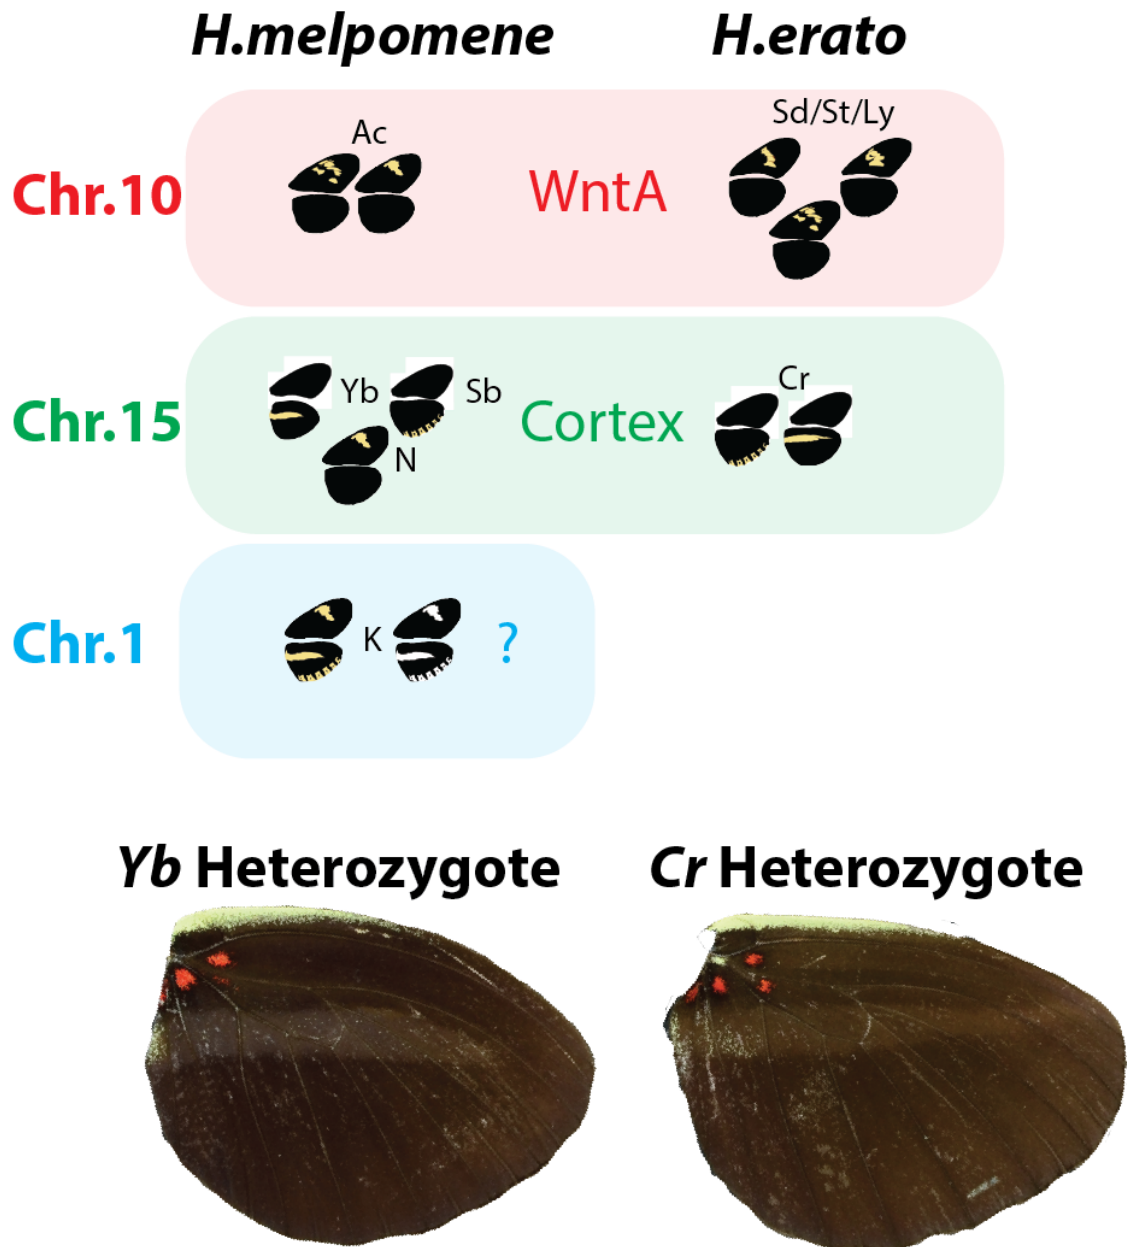 H.melpomene H.erato
Chr.10 Ac WntA Sd/St/Ly
Chr.15 Yb Sb N Cortex Cr
Chr.1 K ?
Yb Heterozygote Cr Heterozygote